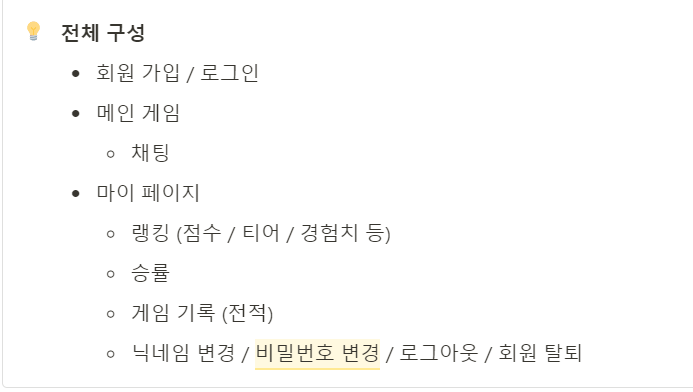 전체 구성
회원 가입 / 로그인
메인 게임
채팅
마이 페이지
랭킹 (점수 / 티어 / 경험치 등)
승률
게임 기록 (전적)
닉네임 변경 / 비밀번호 변경 / 로그아웃 / 회원 탈퇴